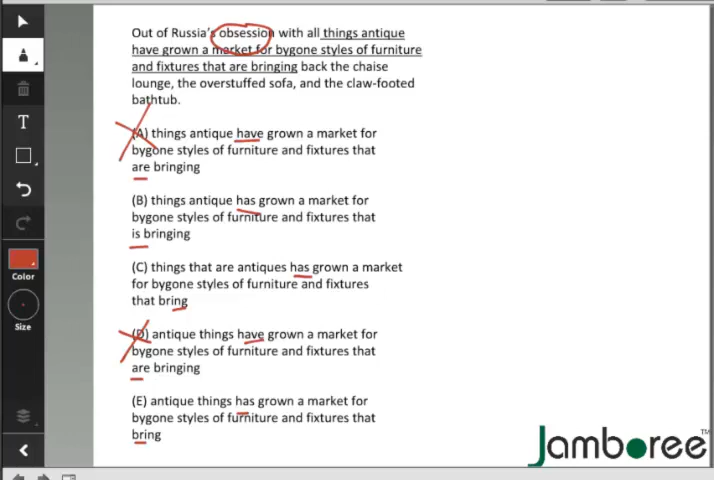 Out of Russia's obsession with all things antique
have grown a market for bygone styles of furniture
and fixtures that are bringing back the chaise
lounge, the overstuffed sofa, and the claw-footed
bathtub.
(A) things antique have grown a market for
bygone styles of furniture and fixtures that
are bringing
(B) things antique has grown a market for
bygone styles of furniture and fixtures that
is bringing
(C) things that are antiques has grown a market
for bygone styles of furniture and fixtures
that bring
(D) antique things have grown a market for
bygone styles of furniture and fixtures that
are bringing
(E) antique things has grown a market for
bygone styles of furniture and fixtures that
bring
T
Color
Size
Jamboree™